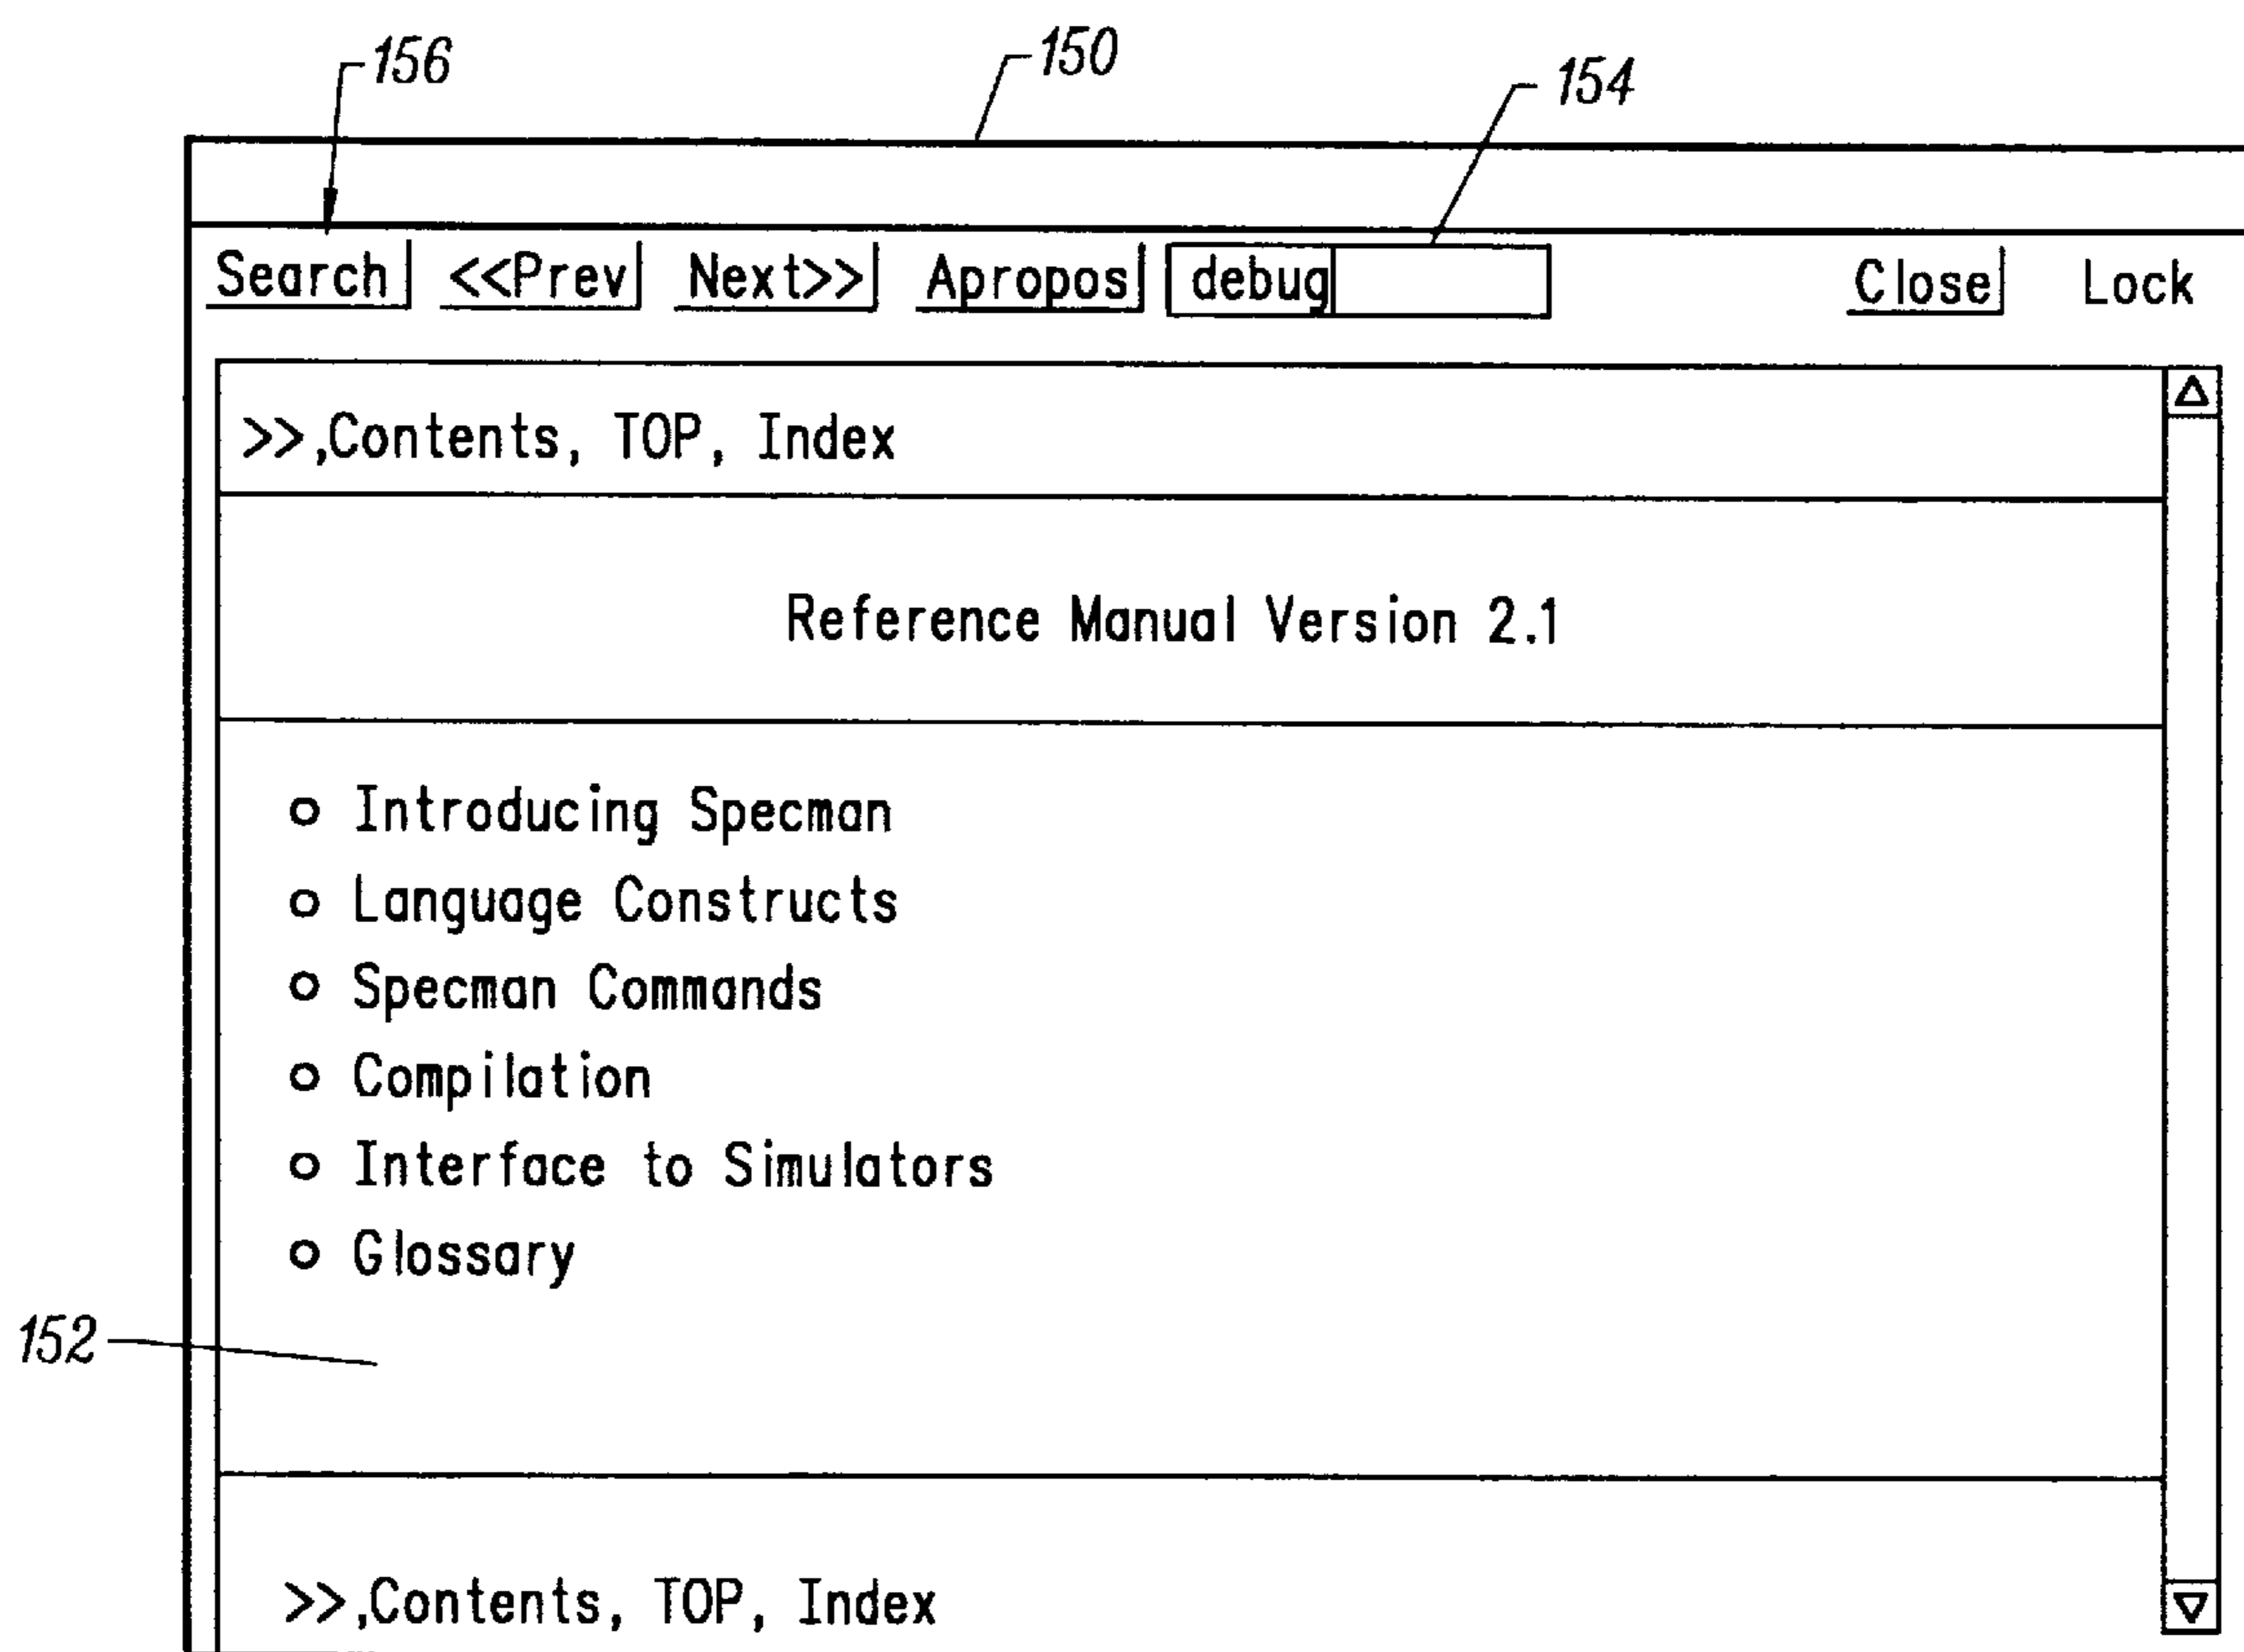 156 150 154
Search <<Prev Next>> Apropos debug Close Lock
>>,Contents, TOP, Index
Reference Manual Version 2.1
o Introducing Specman
o Language Constructs
o Specman Commands
o Compilation
o Interface to Simulators
o Glossary
152
>>,Contents, TOP, Index